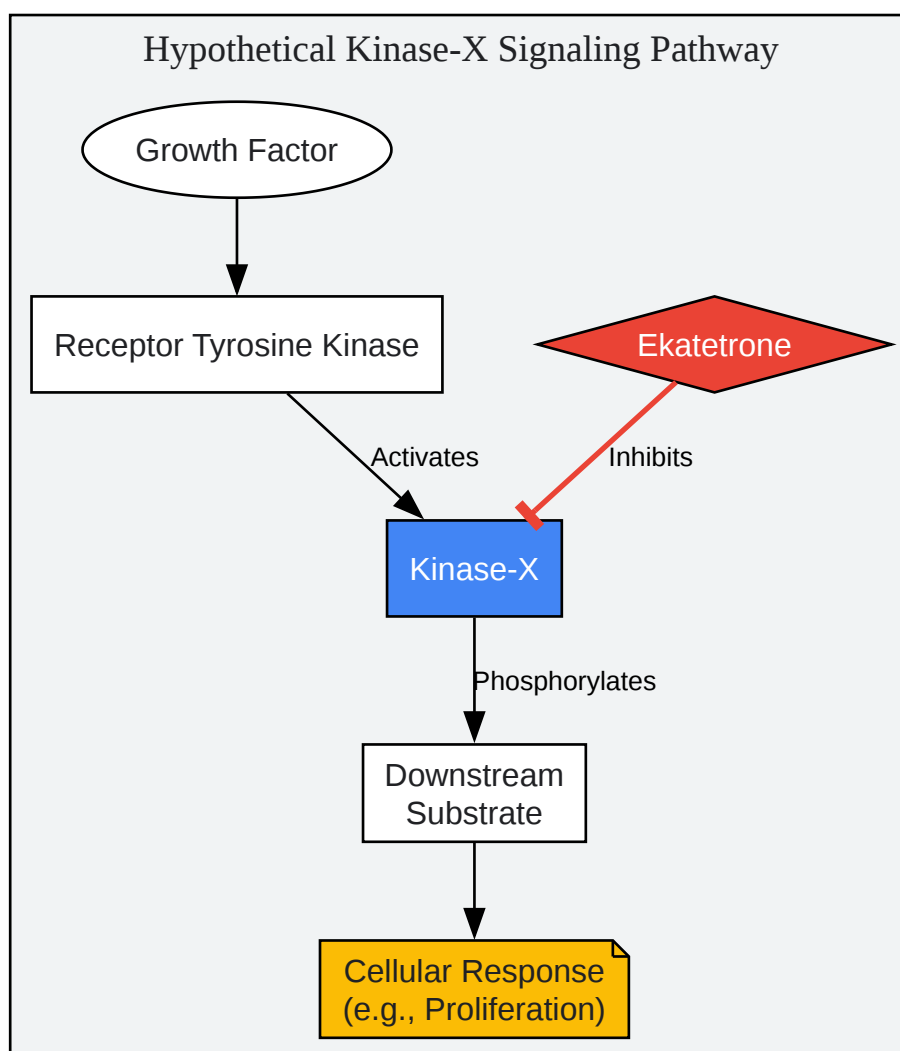 Hypothetical Kinase-X Signaling Pathway
Growth Factor
Receptor Tyrosine Kinase
Ekatetrone
Activates
Inhibits
Kinase-X
Phosphorylates
Downstream
Substrate
Cellular Response
(e.g., Proliferation)